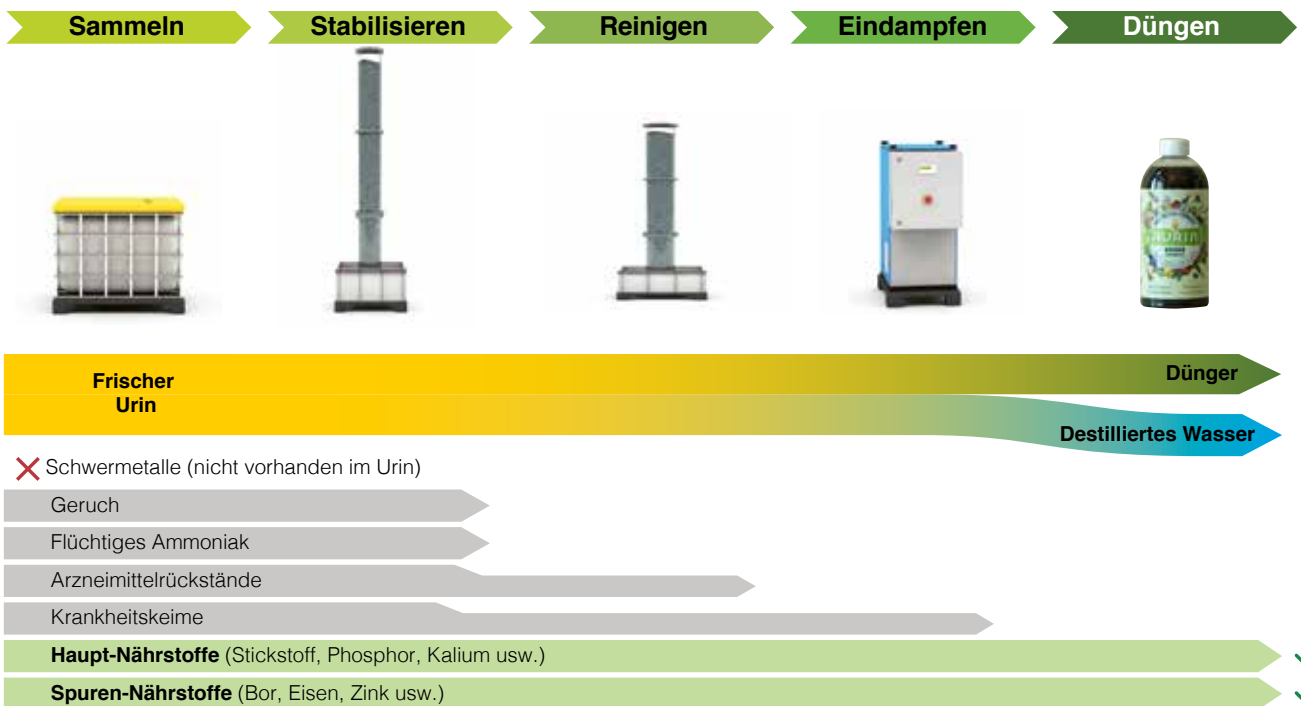 Sammeln
Stabilisieren
Reinigen
Eindampfen
Düngen
AURIN
Frischer
Urin
Dünger
Destilliertes Wasser
Schwermetalle (nicht vorhanden im Urin)
Geruch
Flüchtiges Ammoniak
Arzneimittelrückstände
Krankheitskeime
Haupt-Nährstoffe (Stickstoff, Phosphor, Kalium usw.)
Spuren-Nährstoffe (Bor, Eisen, Zink usw.)